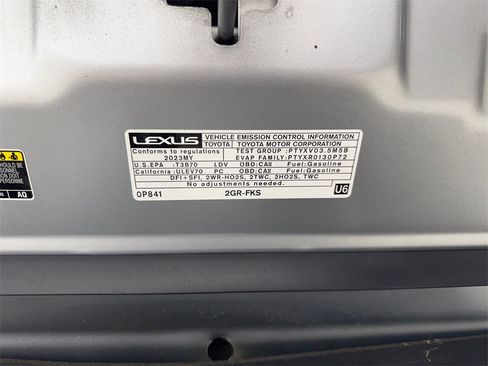 LEXUS VEHICLE EMISSION CONTROL INFORMATION
TOYOTA TOYOTA MOTOR CORPORATION
Conforms to regulations TEST GROUP :PTYXV03.5M5B
2023MY EVAP FAMILY:PTYXR0130P72
U.S.EPA :T3B70 LDV OBD:CAII Fuel:Gasoline
California:ULEV70 PC OBD:CAII Fuel:Gasoline
DFI+SFI, 2WR-HO2S, 2TWC, 2HO2S, TWC
No adjustments needed.
0P841 2GR-FKS U6
AQ